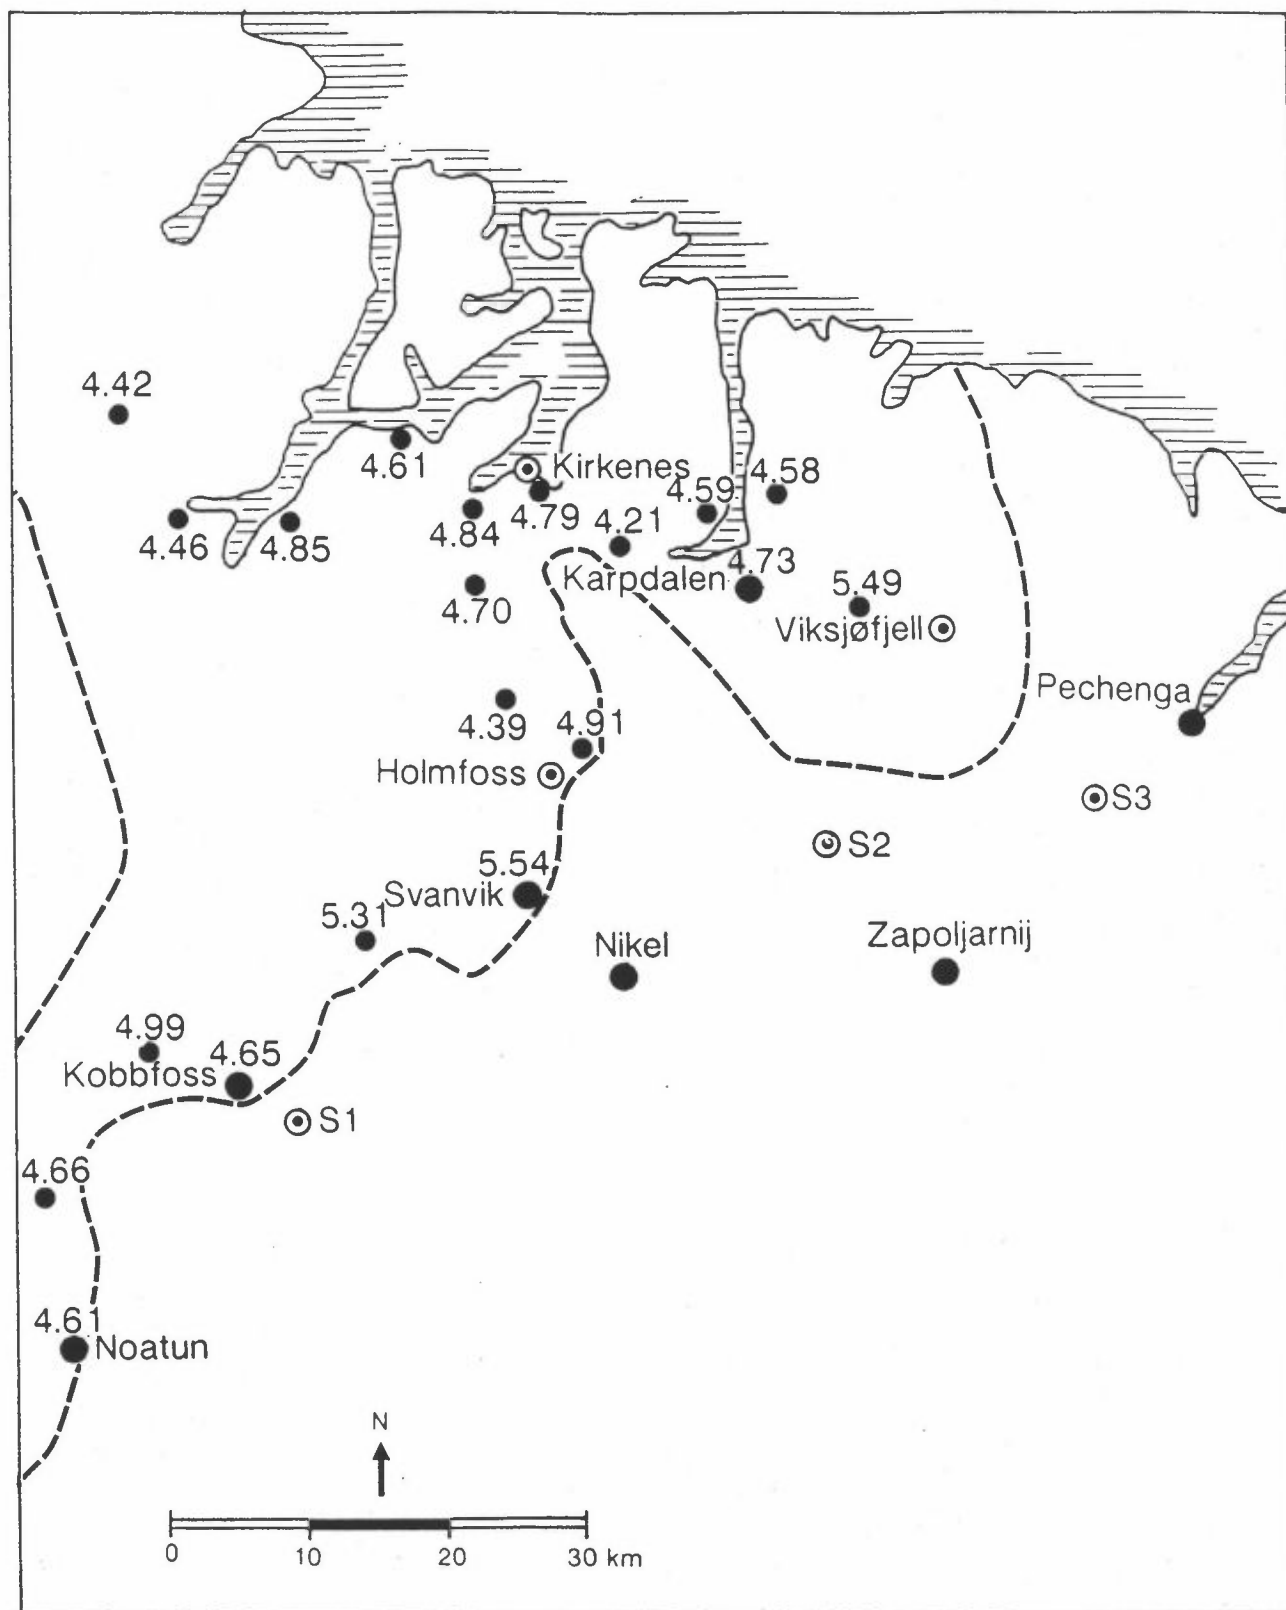 4.42
4.61
Kirkenes
4.58
4.59
4.46
4.85
4.84
4.79
4.21
4.73
Karpdalen
4.70
5.49
Viksjøfjell
Pechenga
4.39
4.91
Holmfoss
S3
S2
5.54
Svanvik
5.31
Nikel
Zapoljarnij
4.99
4.65
Kobbfoss
S1
4.66
4.61
Noatun
N
0 10 20 30 km